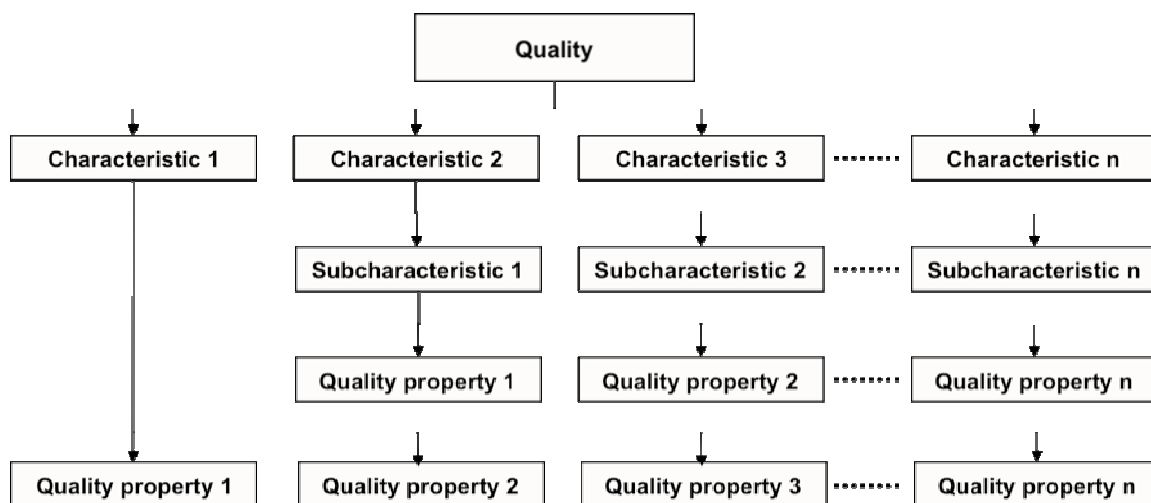 Quality
Characteristic 1
Characteristic 2
Characteristic 3
Characteristic n
Subcharacteristic 1
Subcharacteristic 2
Subcharacteristic n
Quality property 1
Quality property 2
Quality property n
Quality property 1
Quality property 2
Quality property 3
Quality property n